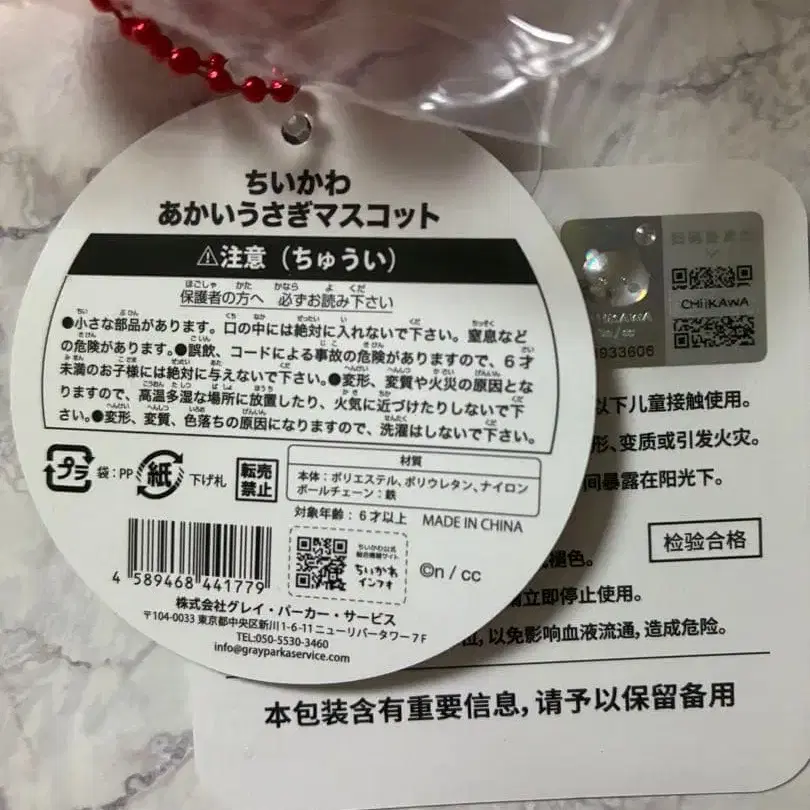 ちいかわ
あかいうさぎマスコット
⚠注意（ちゅうい）
保護者の方へ 必ずお読み下さい
●小さな部品があります。口の中には絶対に入れないで下さい。窒息など
の危険があります。●誤飲、コードによる事故の危険がありますので、6才
未満のお子様には絶対に与えないで下さい。●変形、変質や火災の原因とな
りますので、高温多湿な場所に放置したり、火気に近づけたりしないで下
さい。●変形、変質、色落ちの原因になりますので、洗濯はしないで下さい。
プラ 袋：PP 紙 下げ札
転売
禁止
材質
本体：ポリエステル、ポリウレタン、ナイロン
ボールチェーン：鉄
対象年齢：6才以上 MADE IN CHINA
4 589468 441779
ちいかわ公式
ちいかわ
インフォ
©n / cc
株式会社グレイ・パーカー・サービス
〒104-0033 東京都中央区新川1-6-11 ニューリバータワー7F
TEL:050-5530-3460
info@grayparkaservice.com
CHIIKAWA
n / cc
933606
CHIIKAWA
以下儿童接触使用。
形、变质或引发火灾。
间暴露在阳光下。
检验合格
褪色。
立即停止使用。
位，以免影响血液流通，造成危险。
本包装含有重要信息，请予以保留备用